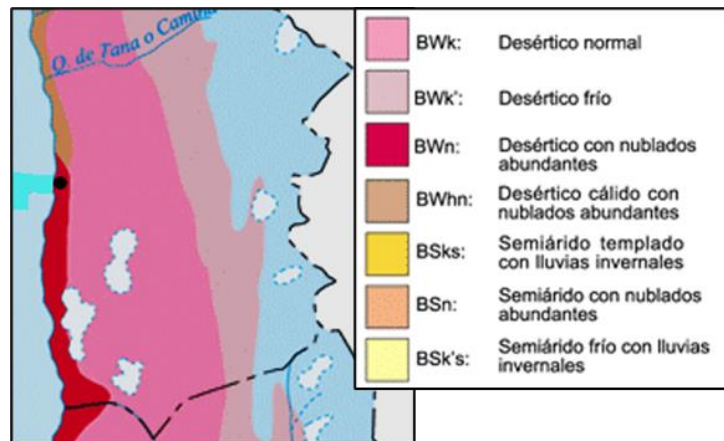 Q. de Tana o Camina
BWk: Desértico normal
BWk': Desértico frío
BWn: Desértico con nublados
abundantes
BWhn: Desértico cálido con
nublados abundantes
BSks: Semiárido templado
con lluvias invernales
BSn: Semiárido con nublados
abundantes
BSk's: Semiárido frío con lluvias
invernales